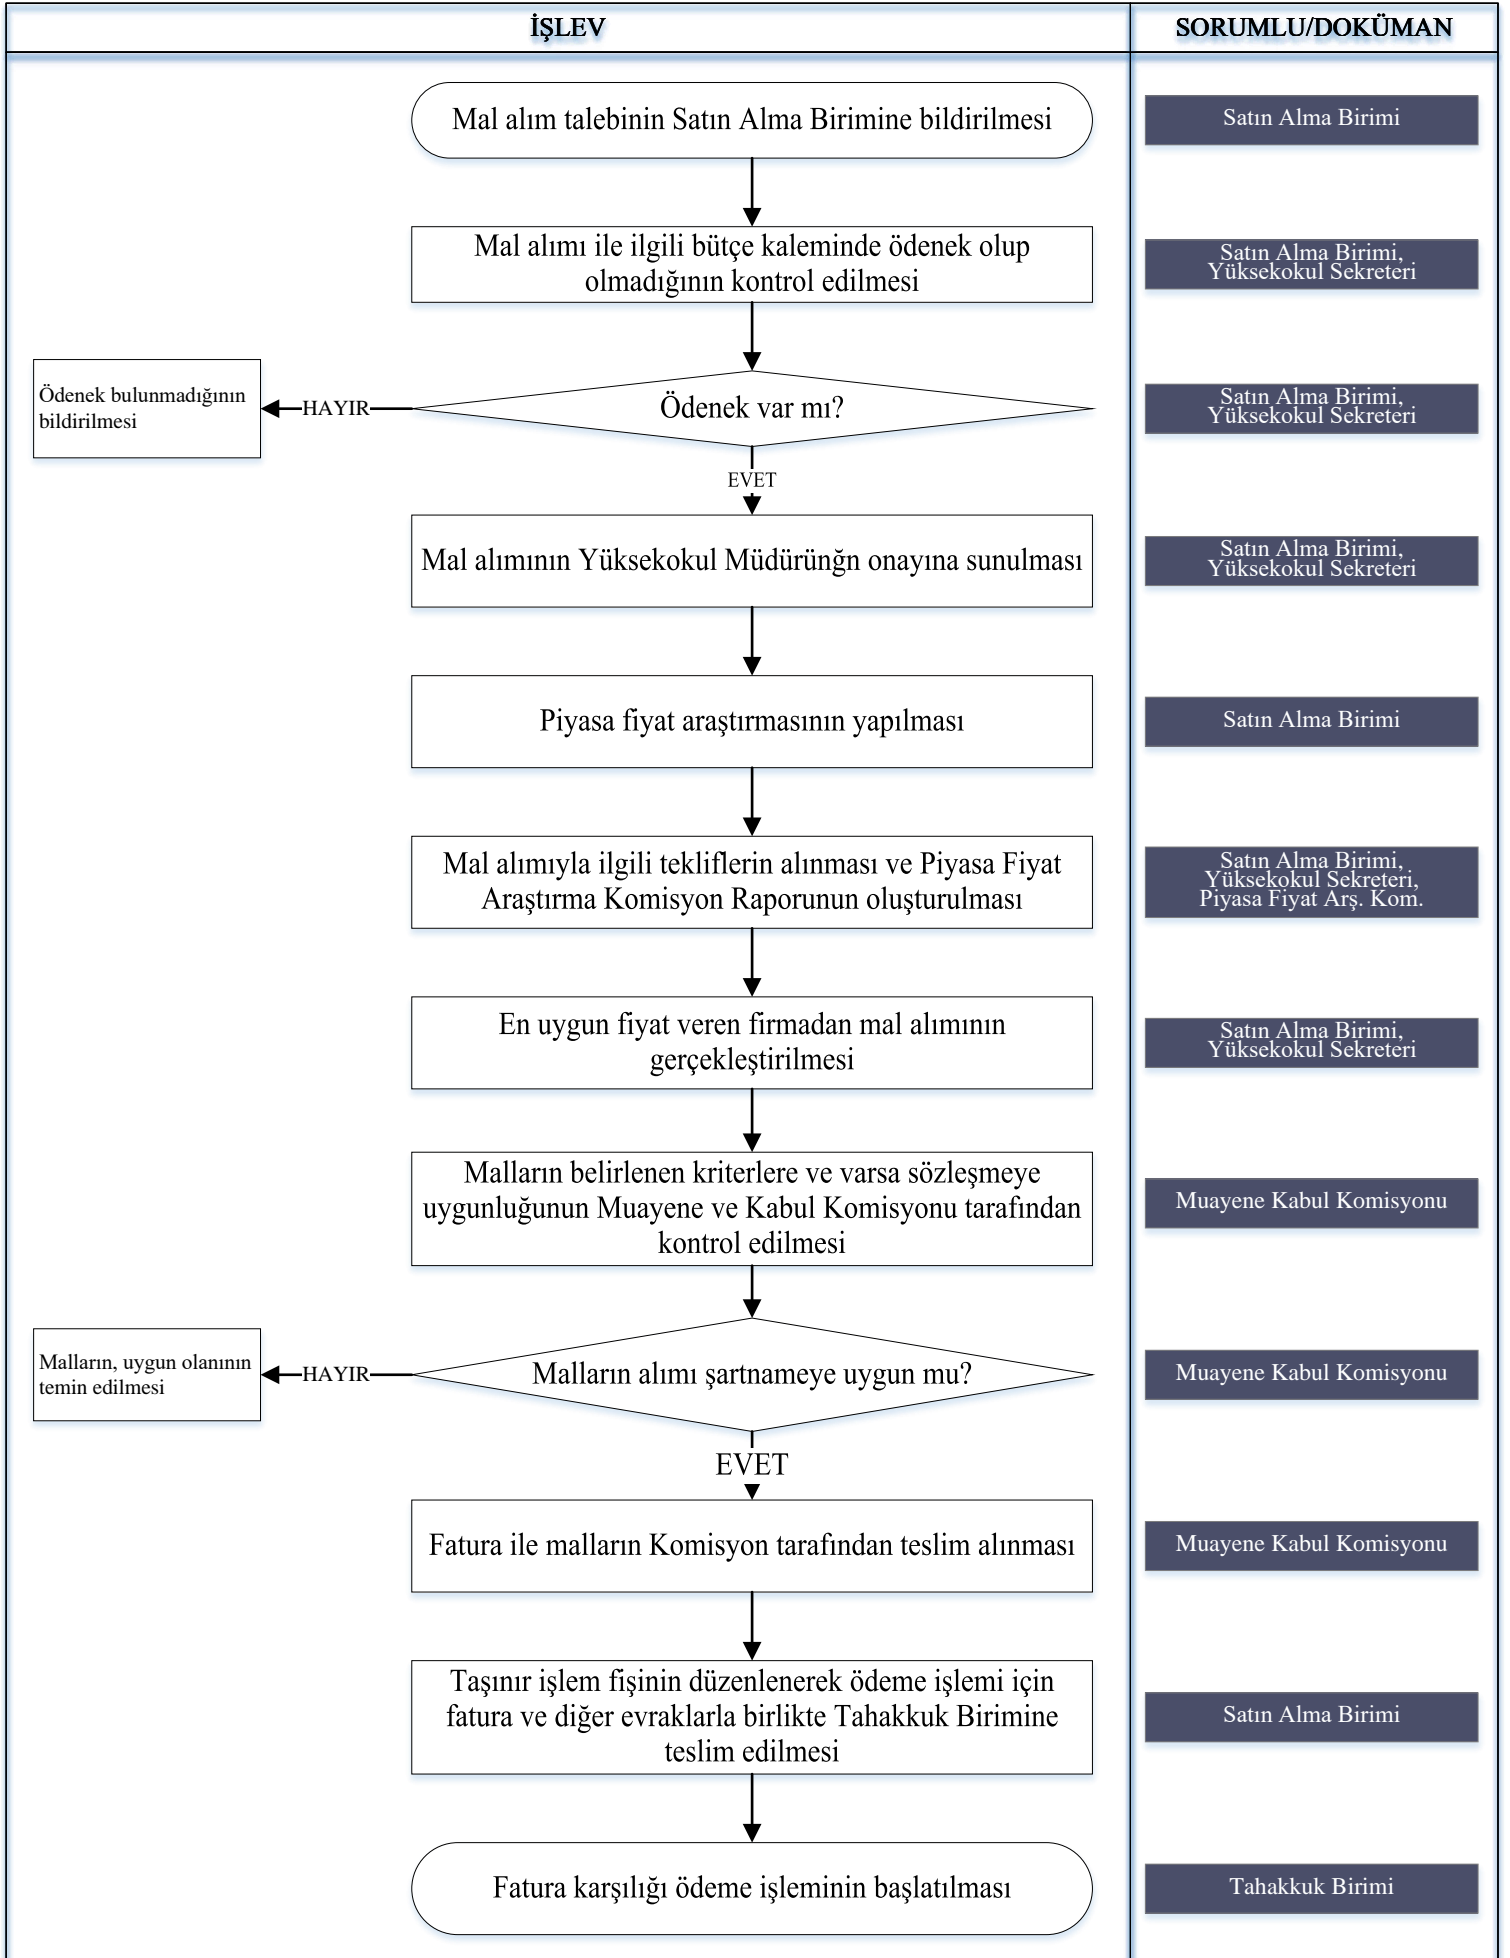 İŞLEV
SORUMLU/DOKÜMAN
Mal alım talebinin Satın Alma Birimine bildirilmesi
Satın Alma Birimi
Mal alımı ile ilgili bütçe kaleminde ödenek olup
olmadığının kontrol edilmesi
Satın Alma Birimi,
Yüksekokul Sekreteri
Ödenek bulunmadığının
bildirilmesi
HAYIR
Ödenek var mı?
Satın Alma Birimi,
Yüksekokul Sekreteri
EVET
Mal alımının Yüksekokul Müdürünğn onayına sunulması
Satın Alma Birimi,
Yüksekokul Sekreteri
Piyasa fiyat araştırmasının yapılması
Satın Alma Birimi
Mal alımıyla ilgili tekliflerin alınması ve Piyasa Fiyat
Araştırma Komisyon Raporunun oluşturulması
Satın Alma Birimi,
Yüksekokul Sekreteri,
Piyasa Fiyat Arş. Kom.
En uygun fiyat veren firmadan mal alımının
gerçekleştirilmesi
Satın Alma Birimi,
Yüksekokul Sekreteri
Malların belirlenen kriterlere ve varsa sözleşmeye
uygunluğunun Muayene ve Kabul Komisyonu tarafından
kontrol edilmesi
Muayene Kabul Komisyonu
Malların, uygun olanının
temin edilmesi
HAYIR
Malların alımı şartnameye uygun mu?
Muayene Kabul Komisyonu
EVET
Fatura ile malların Komisyon tarafından teslim alınması
Muayene Kabul Komisyonu
Taşınır işlem fişinin düzenlenerek ödeme işlemi için
fatura ve diğer evraklarla birlikte Tahakkuk Birimine
teslim edilmesi
Satın Alma Birimi
Fatura karşılığı ödeme işleminin başlatılması
Tahakkuk Birimi